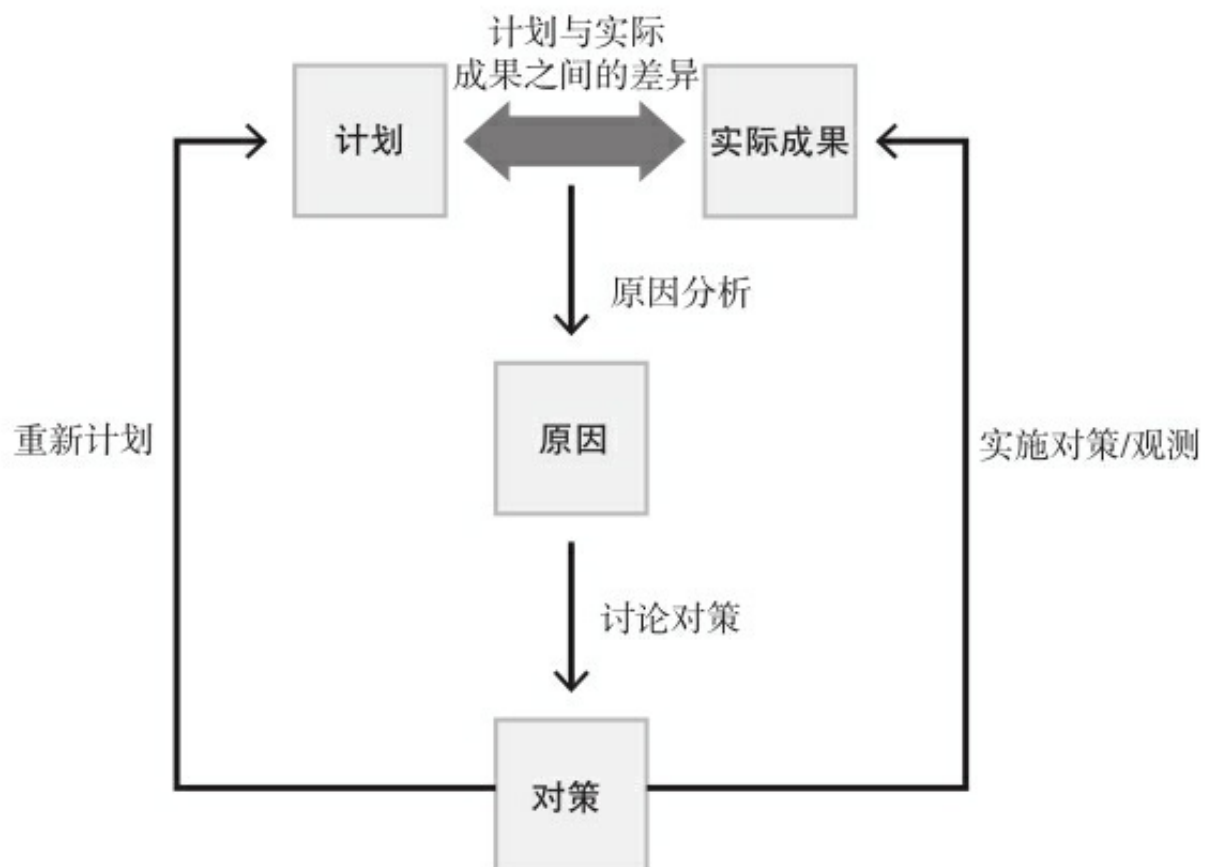 计划与实际
成果之间的差异
计划
实际成果
原因分析
原因
重新计划
实施对策/观测
讨论对策
对策